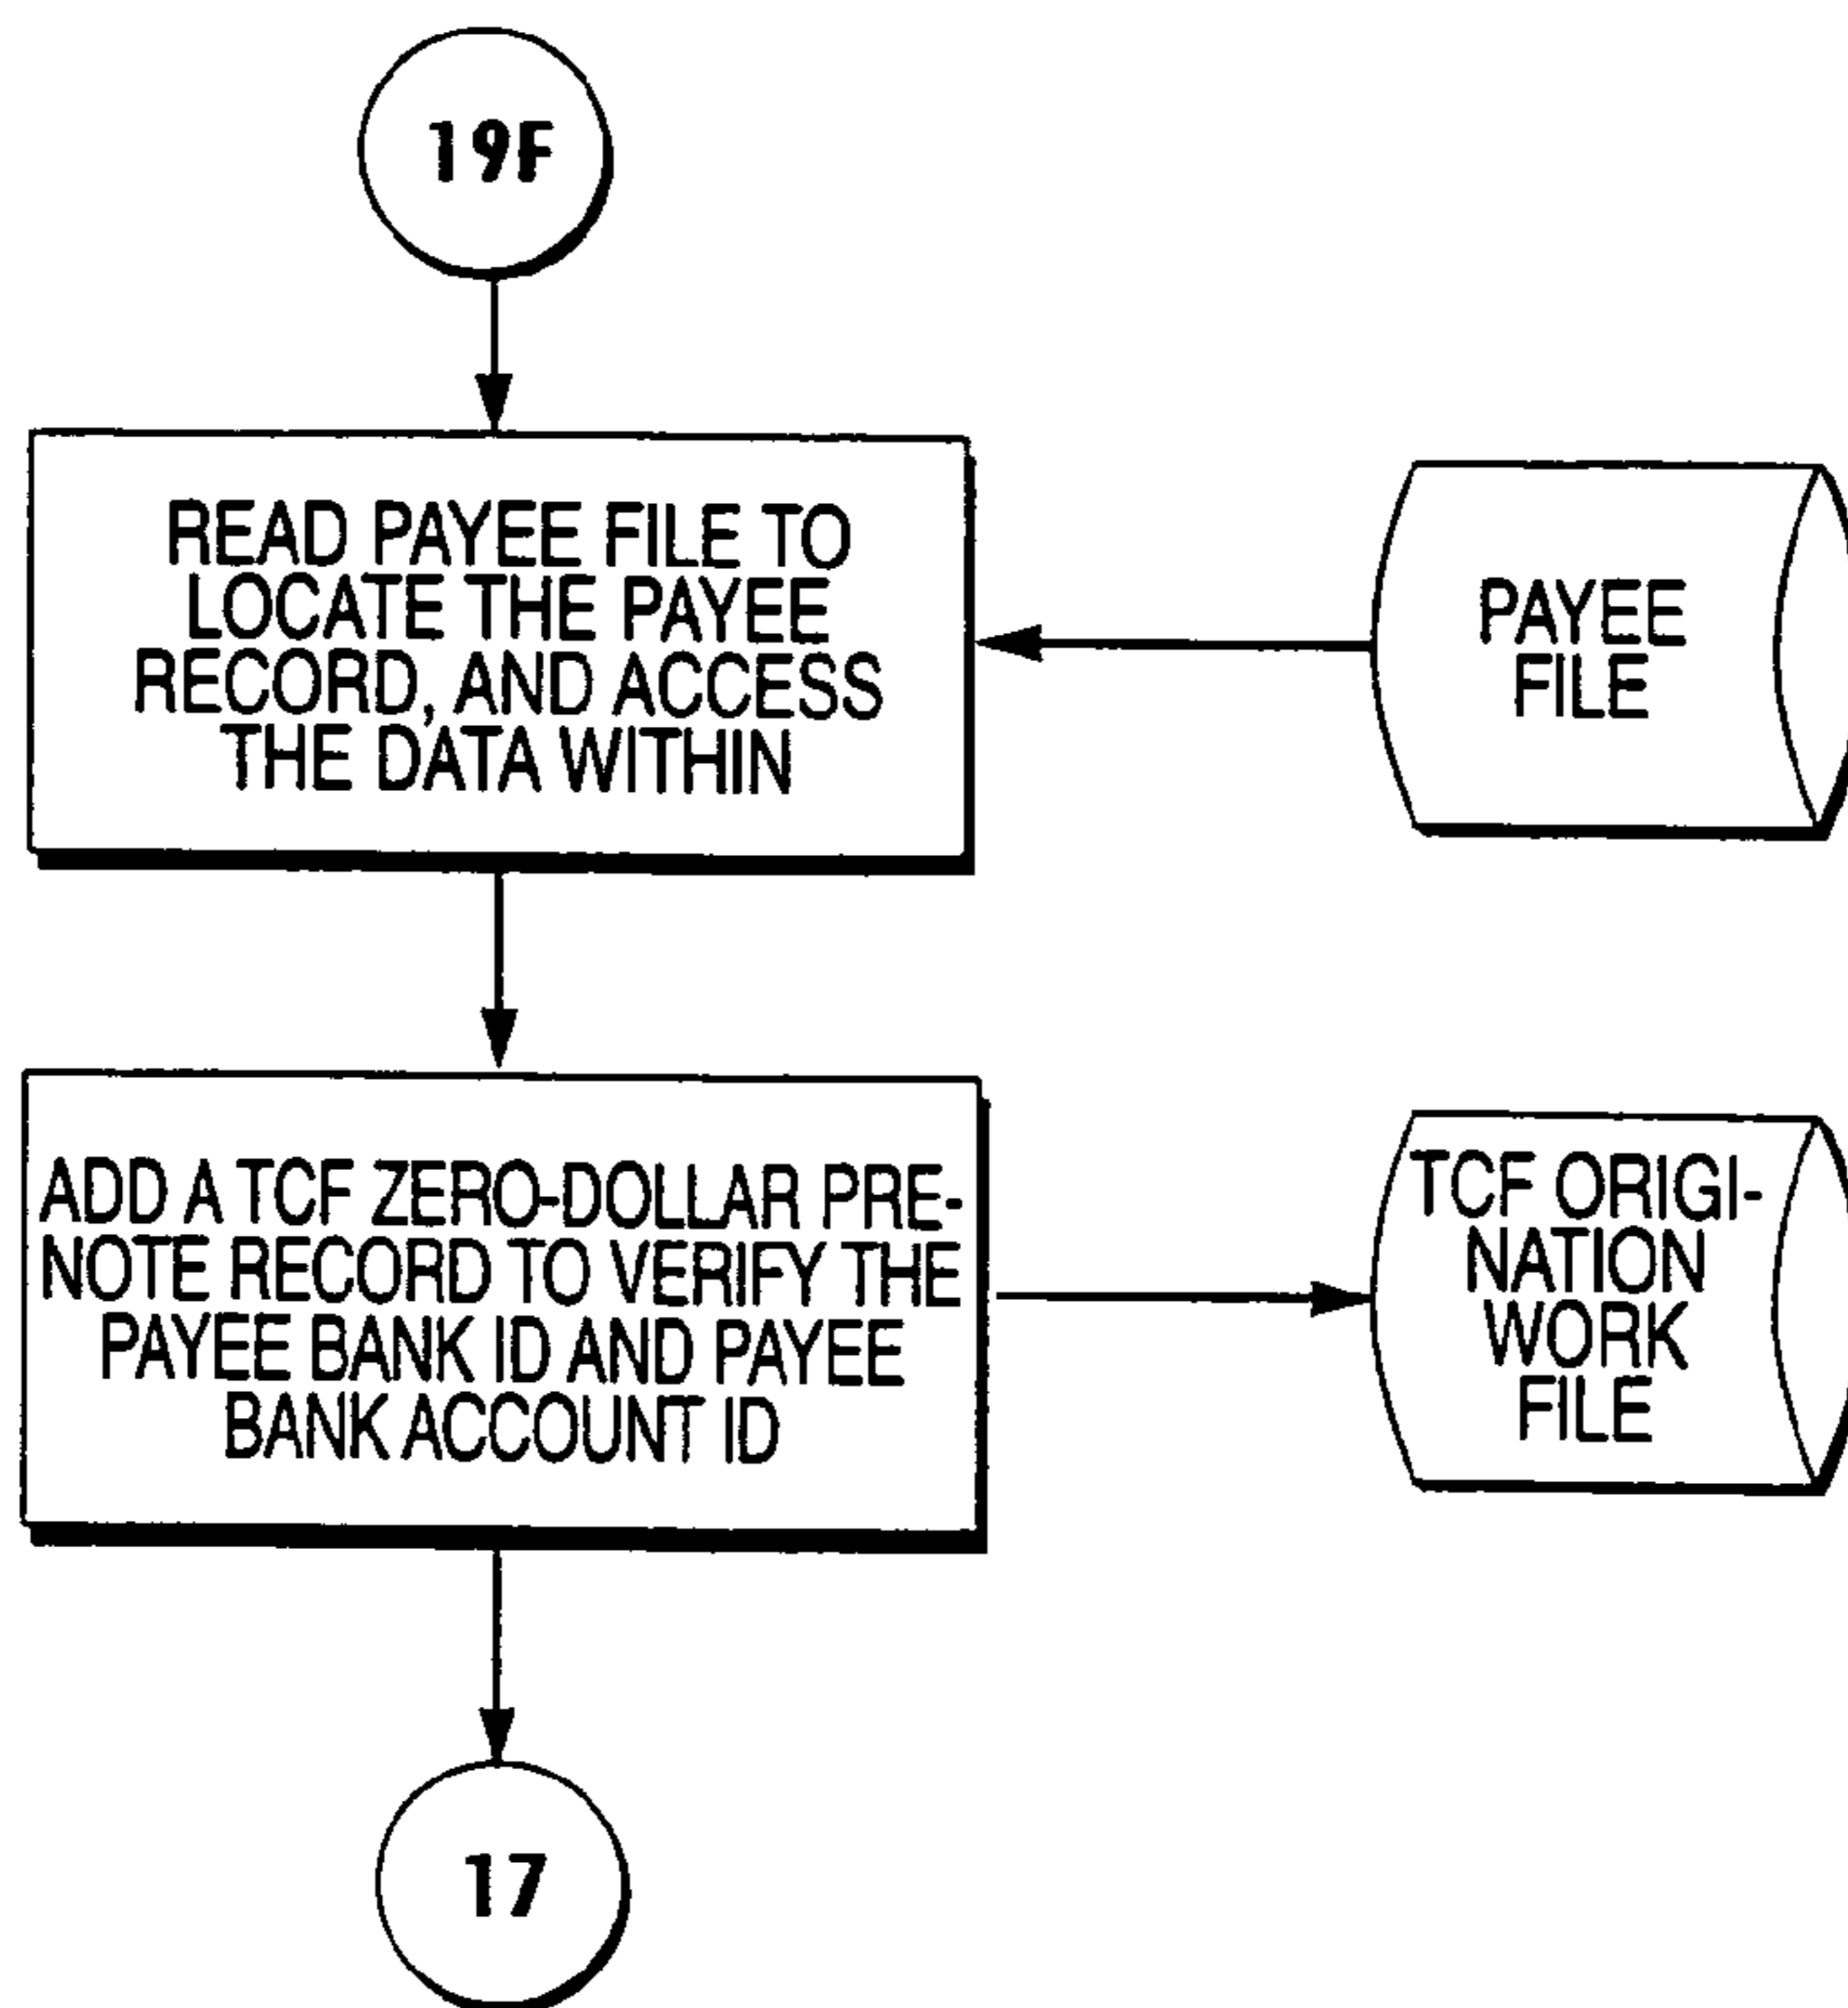 19F
READ PAYEE FILE TO
LOCATE THE PAYEE
RECORD, AND ACCESS
THE DATA WITHIN
PAYEE
FILE
ADD A TCF ZERO-DOLLAR PRE-
NOTE RECORD TO VERIFY THE
PAYEE BANK ID AND PAYEE
BANK ACCOUNT ID
TCF ORIGI-
NATION
WORK
FILE
17